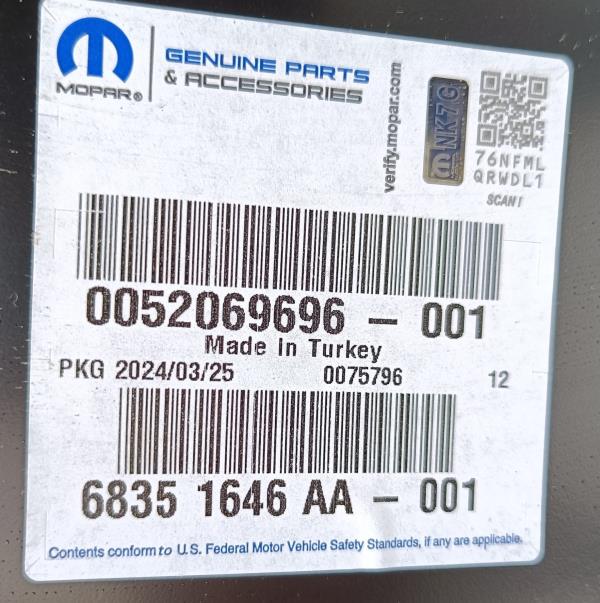 MOPAR®
GENUINE PARTS
& ACCESSORIES
verify.mopar.com
NK7G
76NFML
QRWDL1
SCAN!
0052069696 - 001
Made In Turkey
PKG 2024/03/25 0075796 12
6835 1646 AA - 001
Contents conform to U.S. Federal Motor Vehicle Safety Standards, if any are applicable.